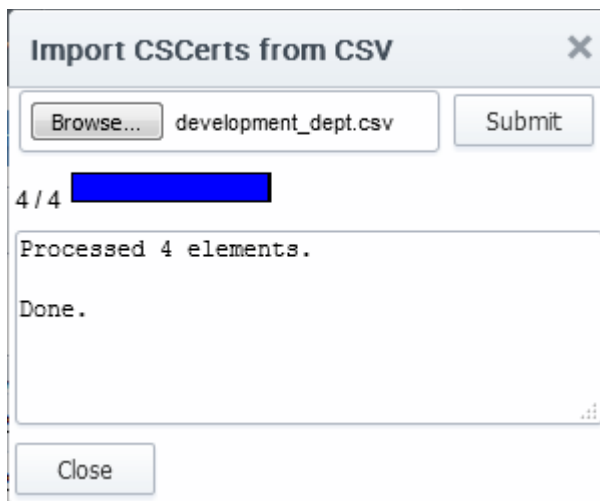 Import CSCerts from CSV
Browse... development_dept.csv Submit
4 / 4
Processed 4 elements.
Done.
Close